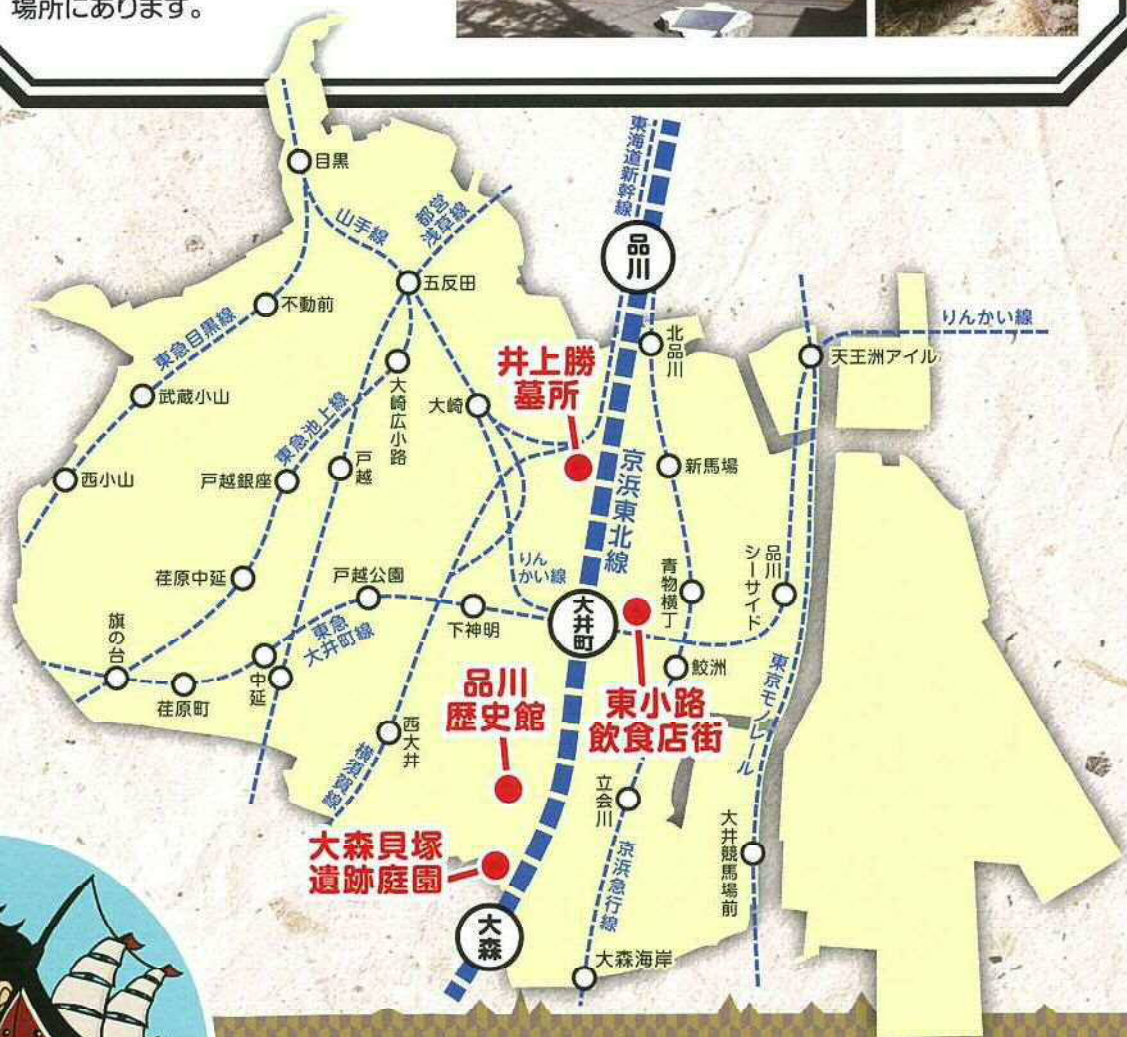 場所にあります。
目黒
東海道新幹線
山手線
都営
浅草線
品川
五反田
不動前
東急目黒線
北品川
りんかい線
天王洲アイル
井上勝
墓所
武蔵小山
大崎広小路
大崎
東急池上線
西小山
戸越銀座
戸越
新馬場
京浜東北線
りん
かい線
品川
シーサイド
青物横丁
荏原中延
戸越公園
下神明
大井町
旗の台
東急
大井町線
中延
荏原町
鮫洲
東京モノレール
品川
歴史館
東小路
飲食店街
西大井
横須賀線
立会川
大井競馬場前
大森貝塚
遺跡庭園
京浜急行線
大森
大森海岸